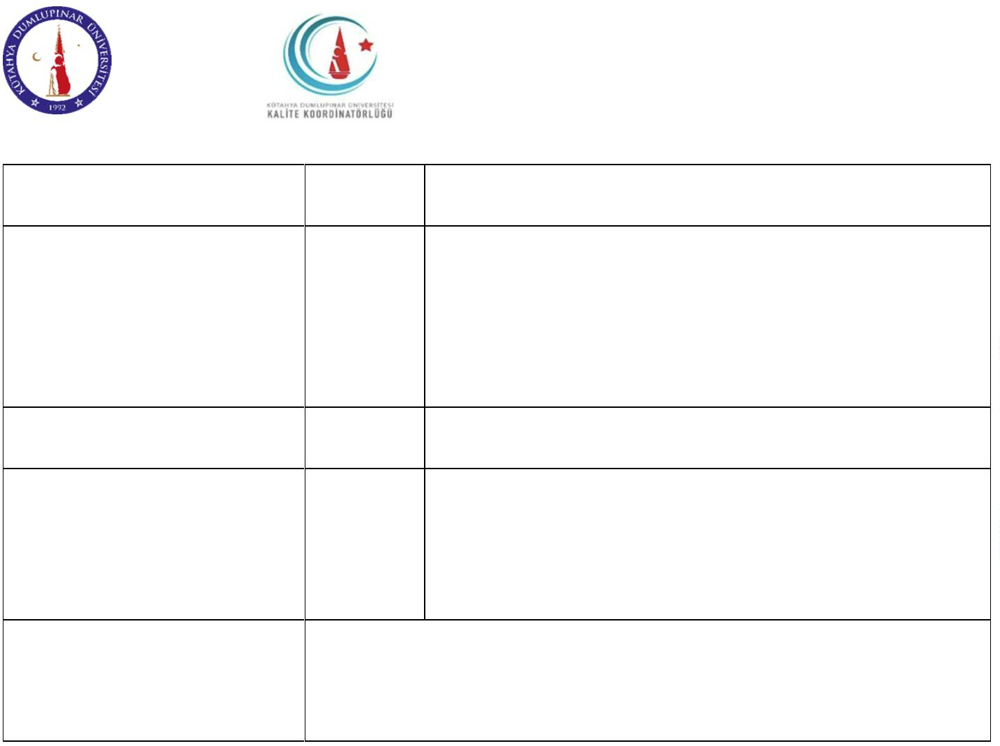 KÜTAHYA DUMLUPINAR ÜNİVERSİTESİ
1992
KÜTAHYA DUMLUPINAR ÜNİVERSİTESİ
KALİTE KOORDİNATÖRLÜĞÜ